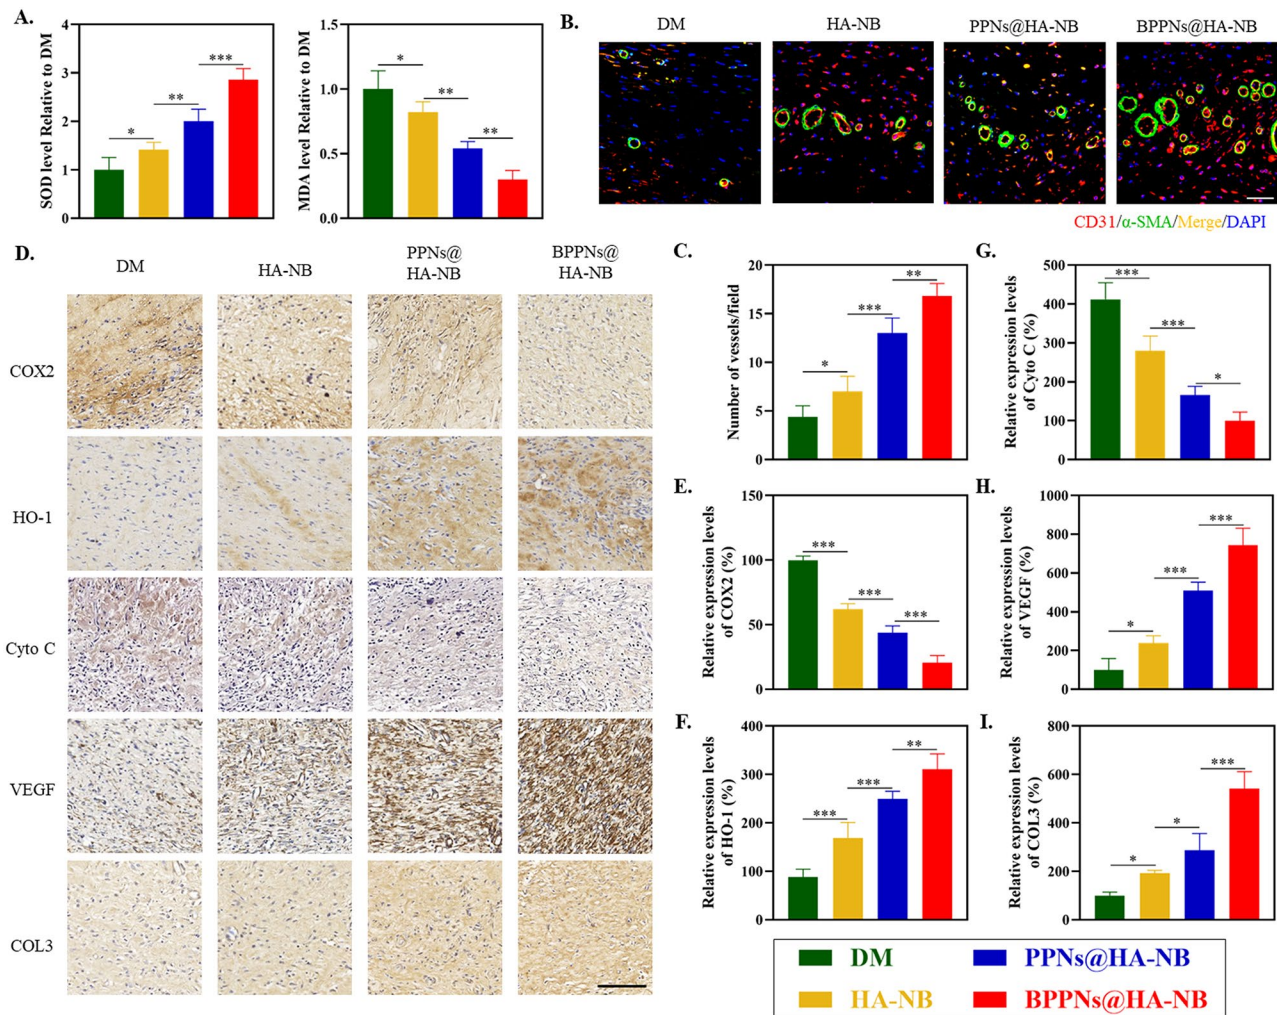 A.
SOD level Relative to DM
4
3
2
1
0
*
**
***
MDA level Relative to DM
1.5
1.0
0.5
0.0
*
**
**
B.
DM
HA-NB
PPNs@HA-NB
BPPNs@HA-NB
CD31/α-SMA/Merge/DAPI
D.
DM
HA-NB
PPNs@
HA-NB
BPPNs@
HA-NB
COX2
HO-1
Cyto C
VEGF
COL3
C.
Number of vessels/field
20
15
10
5
0
*
***
**
G.
Relative expression levels
of Cyto C (%)
500
400
300
200
100
0
***
***
*
E.
Relative expression levels
of COX2 (%)
150
100
50
0
***
***
***
H.
Relative expression levels
of VEGF (%)
1000
800
600
400
200
0
*
***
***
F.
Relative expression levels
of HO-1 (%)
400
300
200
100
0
***
***
**
I.
Relative expression levels
of COL3 (%)
800
600
400
200
0
*
*
***
DM
PPNs@HA-NB
HA-NB
BPPNs@HA-NB